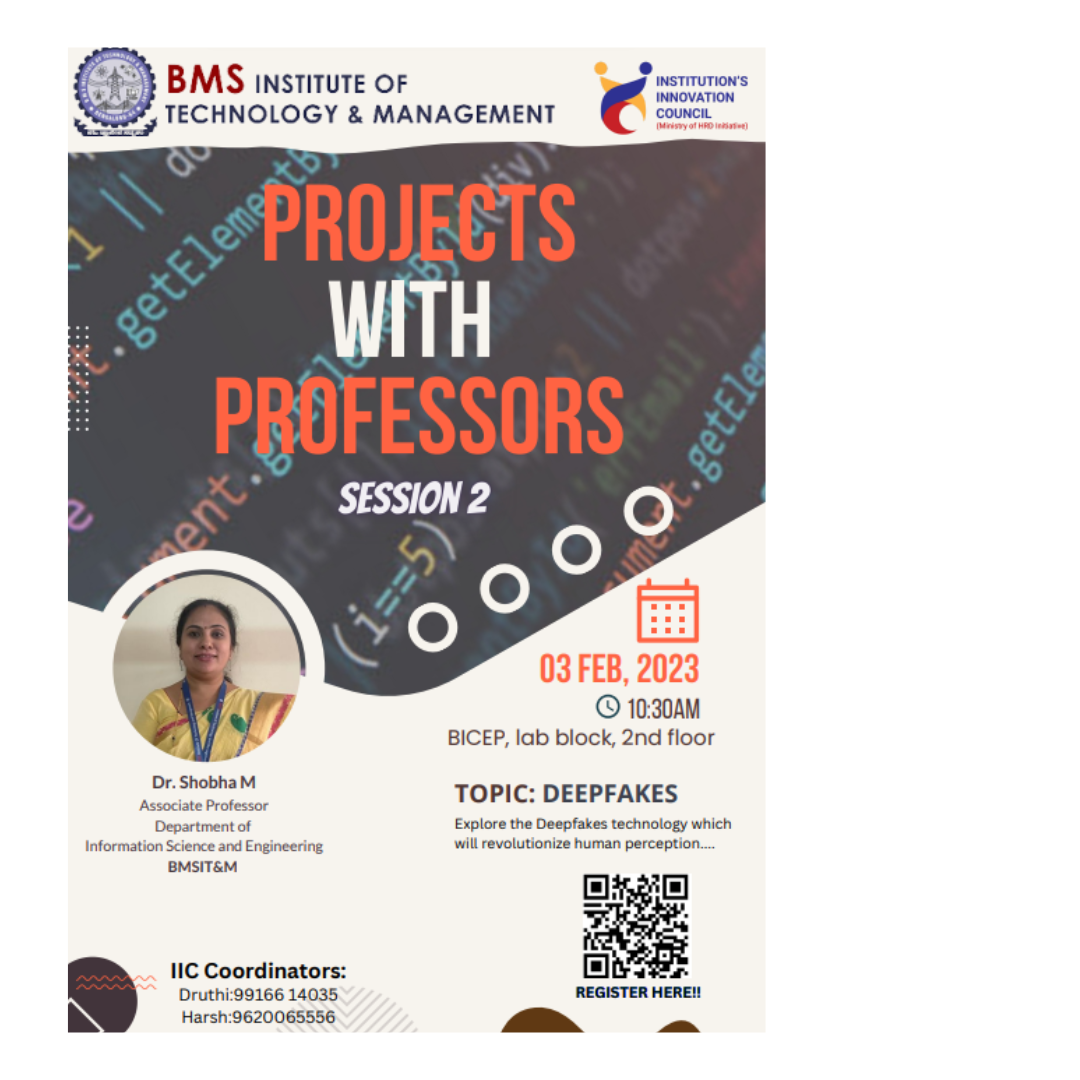 BMS INSTITUTE OF
TECHNOLOGY & MANAGEMENT
INSTITUTION'S
INNOVATION
COUNCIL
(Ministry of HRD Initiative)
PROJECTS
WITH
PROFESSORS
SESSION 2
03 FEB, 2023
10:30AM
BICEP, lab block, 2nd floor
Dr. Shobha M
Associate Professor
Department of
Information Science and Engineering
BMSIT&M
TOPIC: DEEPFAKES
Explore the Deepfakes technology which
will revolutionize human perception....
REGISTER HERE!!
IIC Coordinators:
Druthi:99166 14035
Harsh:9620065556